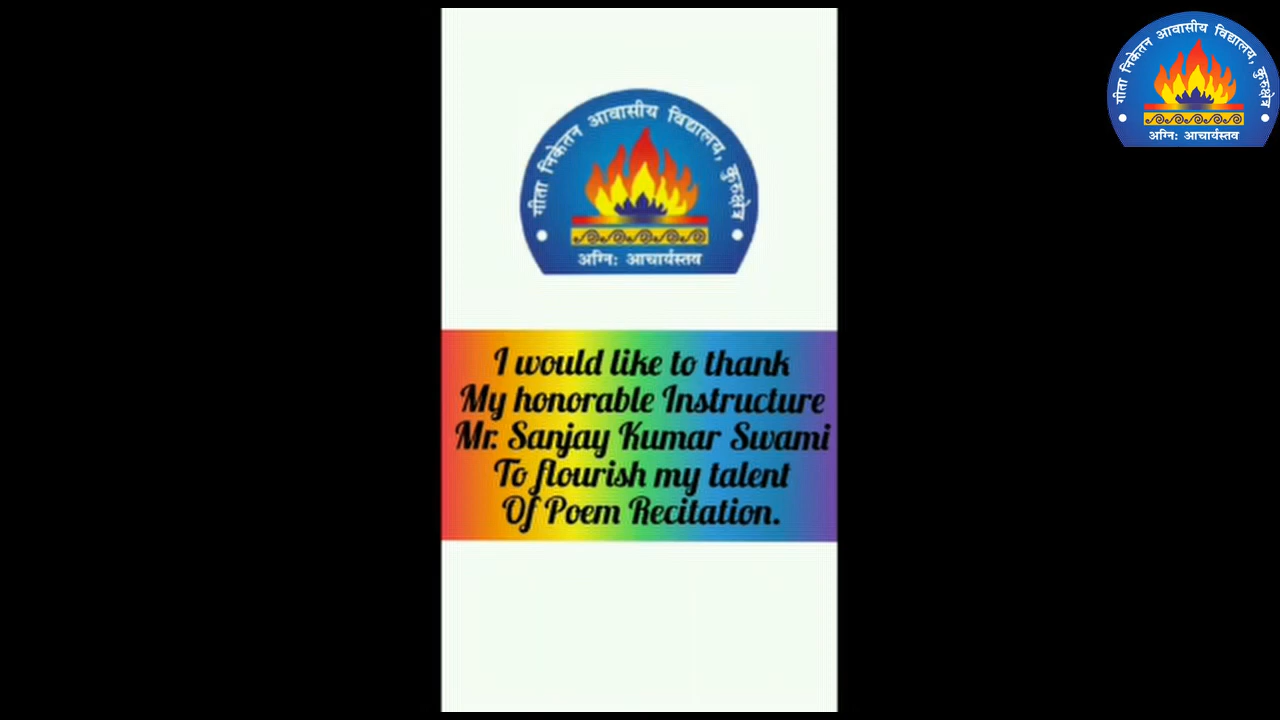 गीता निकेतन आवासीय विद्यालय, कुरुक्षेत्र
अग्निः आचार्यस्तव
I would like to thank
My honorable Instructure
Mr. Sanjay Kumar Swami
To flourish my talent
Of Poem Recitation.
गीता निकेतन आवासीय विद्यालय, कुरुक्षेत्र
अग्निः आचार्यस्तव